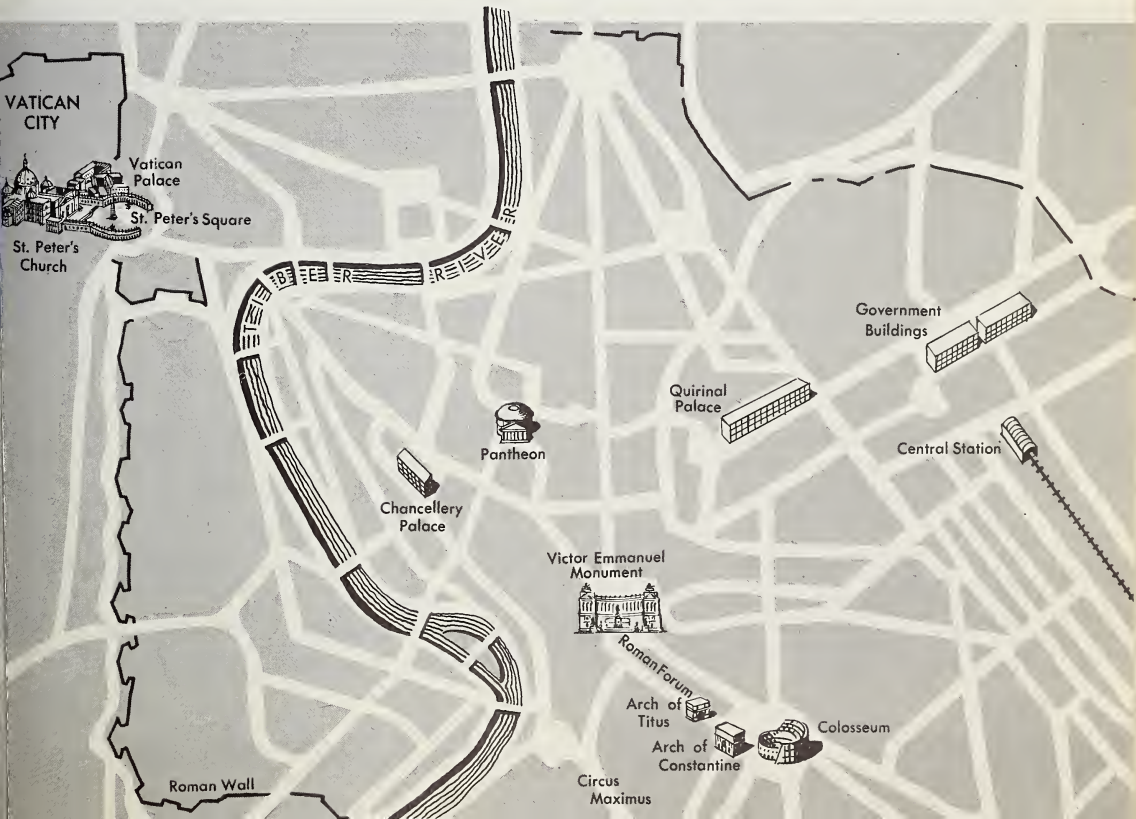 VATICAN
CITY
Vatican
Palace
St. Peter's Square
St. Peter's
Church
TIBER RIVER
Government
Buildings
Quirinal
Palace
Central Station
Pantheon
Chancellery
Palace
Victor Emmanuel
Monument
Roman Forum
Arch of
Titus
Arch of
Constantine
Colosseum
Roman Wall
Circus
Maximus